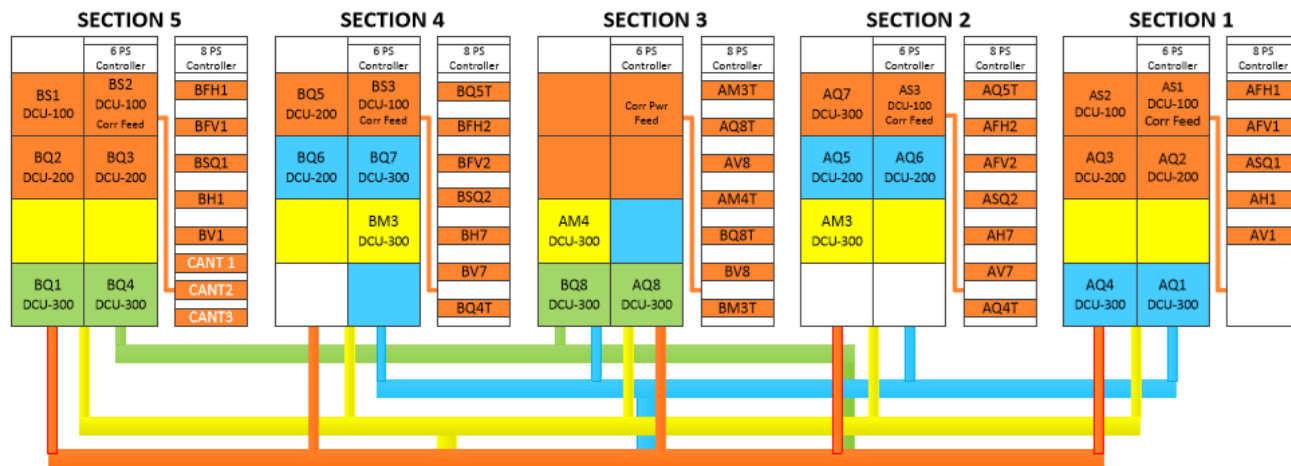 SECTION 5
6 PS
Controller
8 PS
Controller
BS1
DCU-100
BS2
DCU-100
Corr Feed
BQ2
DCU-200
BQ3
DCU-200
BQ1
DCU-300
BQ4
DCU-300
BFH1
BFV1
BSQ1
BH1
BV1
CANT 1
CANT2
CANT3
SECTION 4
6 PS
Controller
8 PS
Controller
BQ5
DCU-200
BS3
DCU-100
Corr Feed
BQ6
DCU-200
BQ7
DCU-300
BM3
DCU-300
BQ5T
BFH2
BFV2
BSQ2
BH7
BV7
BQ4T
SECTION 3
6 PS
Controller
8 PS
Controller
Corr Pwr
Feed
AM4
DCU-300
BQ8
DCU-300
AQ8
DCU-300
AM3T
AQ8T
AV8
AM4T
BQ8T
BV8
BM3T
SECTION 2
6 PS
Controller
8 PS
Controller
AQ7
DCU-300
AS3
DCU-100
Corr Feed
AQ5
DCU-200
AQ6
DCU-200
AM3
DCU-300
AQ5T
AFH2
AFV2
ASQ2
AH7
AV7
AQ4T
SECTION 1
6 PS
Controller
8 PS
Controller
AS2
DCU-100
AS1
DCU-100
Corr Feed
AQ3
DCU-200
AQ2
DCU-200
AQ4
DCU-300
AQ1
DCU-300
AFH1
AFV1
ASQ1
AH1
AV1